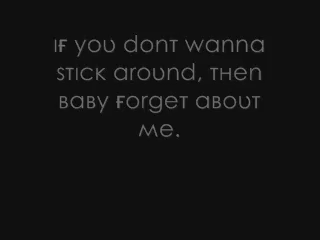 If you dont wanna
stick around, then
baby forget about
me.